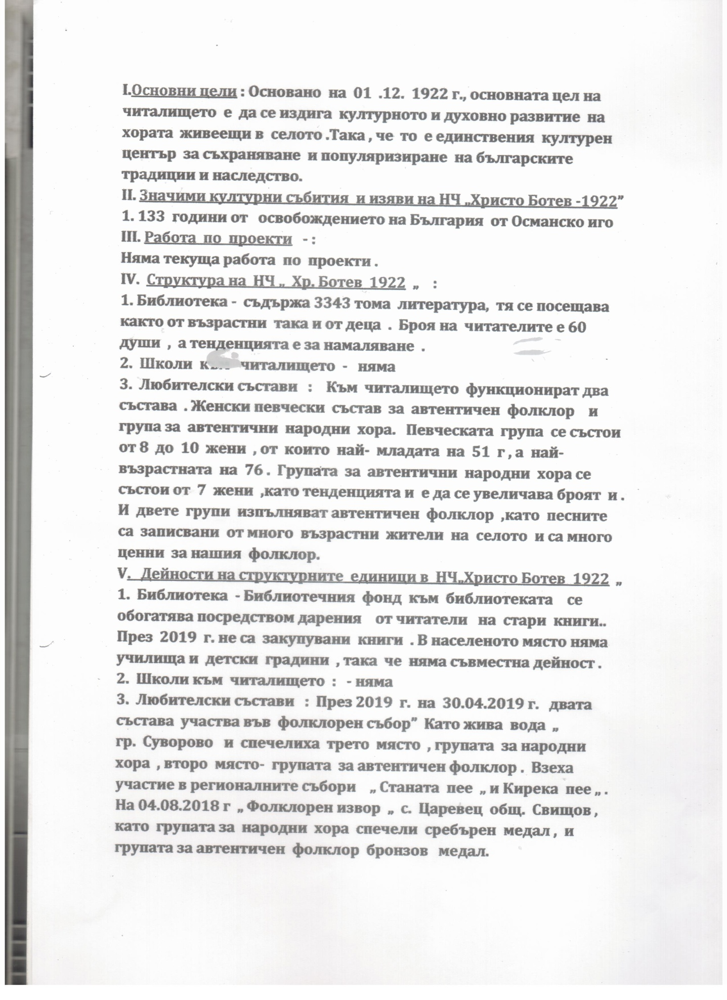 I.Основни цели : Основано на 01 .12. 1922 г., основната цел на
читалището е да се издига културното и духовно развитие на
хората живеещи в селото .Така , че то е единствения културен
център за съхраняване и популяризиране на българските
традиции и наследство.
II. Значими културни събития и изяви на НЧ „Христо Ботев -1922”
1. 133 години от освобождението на България от Османско иго
III. Работа по проекти - :
Няма текуща работа по проекти .
IV. Структура на НЧ „ Хр. Ботев 1922 „ :
1. Библиотека - съдържа 3343 тома литература, тя се посещава
както от възрастни така и от деца . Броя на читателите е 60
души , а тенденцията е за намаляване .
2. Школи към читалището - няма
3. Любителски състави : Към читалището функционират два
състава . Женски певчески състав за автентичен фолклор и
група за автентични народни хора. Певческата група се състои
от 8 до 10 жени , от които най- младата на 51 г , а най-
възрастната на 76 . Групата за автентични народни хора се
състои от 7 жени ,като тенденцията и е да се увеличава броят и .
И двете групи изпълняват автентичен фолклор ,като песните
са записвани от много възрастни жители на селото и са много
ценни за нашия фолклор.
V. Дейности на структурните единици в НЧ„Христо Ботев 1922 „
1. Библиотека - Библиотечния фонд към библиотеката се
обогатява посредством дарения от читатели на стари книги..
През 2019 г. не са закупувани книги . В населеното място няма
училища и детски градини , така че няма съвместна дейност .
2. Школи към читалището : - няма
3. Любителски състави : През 2019 г. на 30.04.2019 г. двата
състава участва във фолклорен събор” Като жива вода „
гр. Суворово и спечелиха трето място , групата за народни
хора , второ място- групата за автентичен фолклор . Взеха
участие в регионалните събори „ Станата пее „ и Кирека пее „ .
На 04.08.2018 г „ Фолклорен извор „ с. Царевец общ. Свищов ,
като групата за народни хора спечели сребърен медал , и
групата за автентичен фолклор бронзов медал.